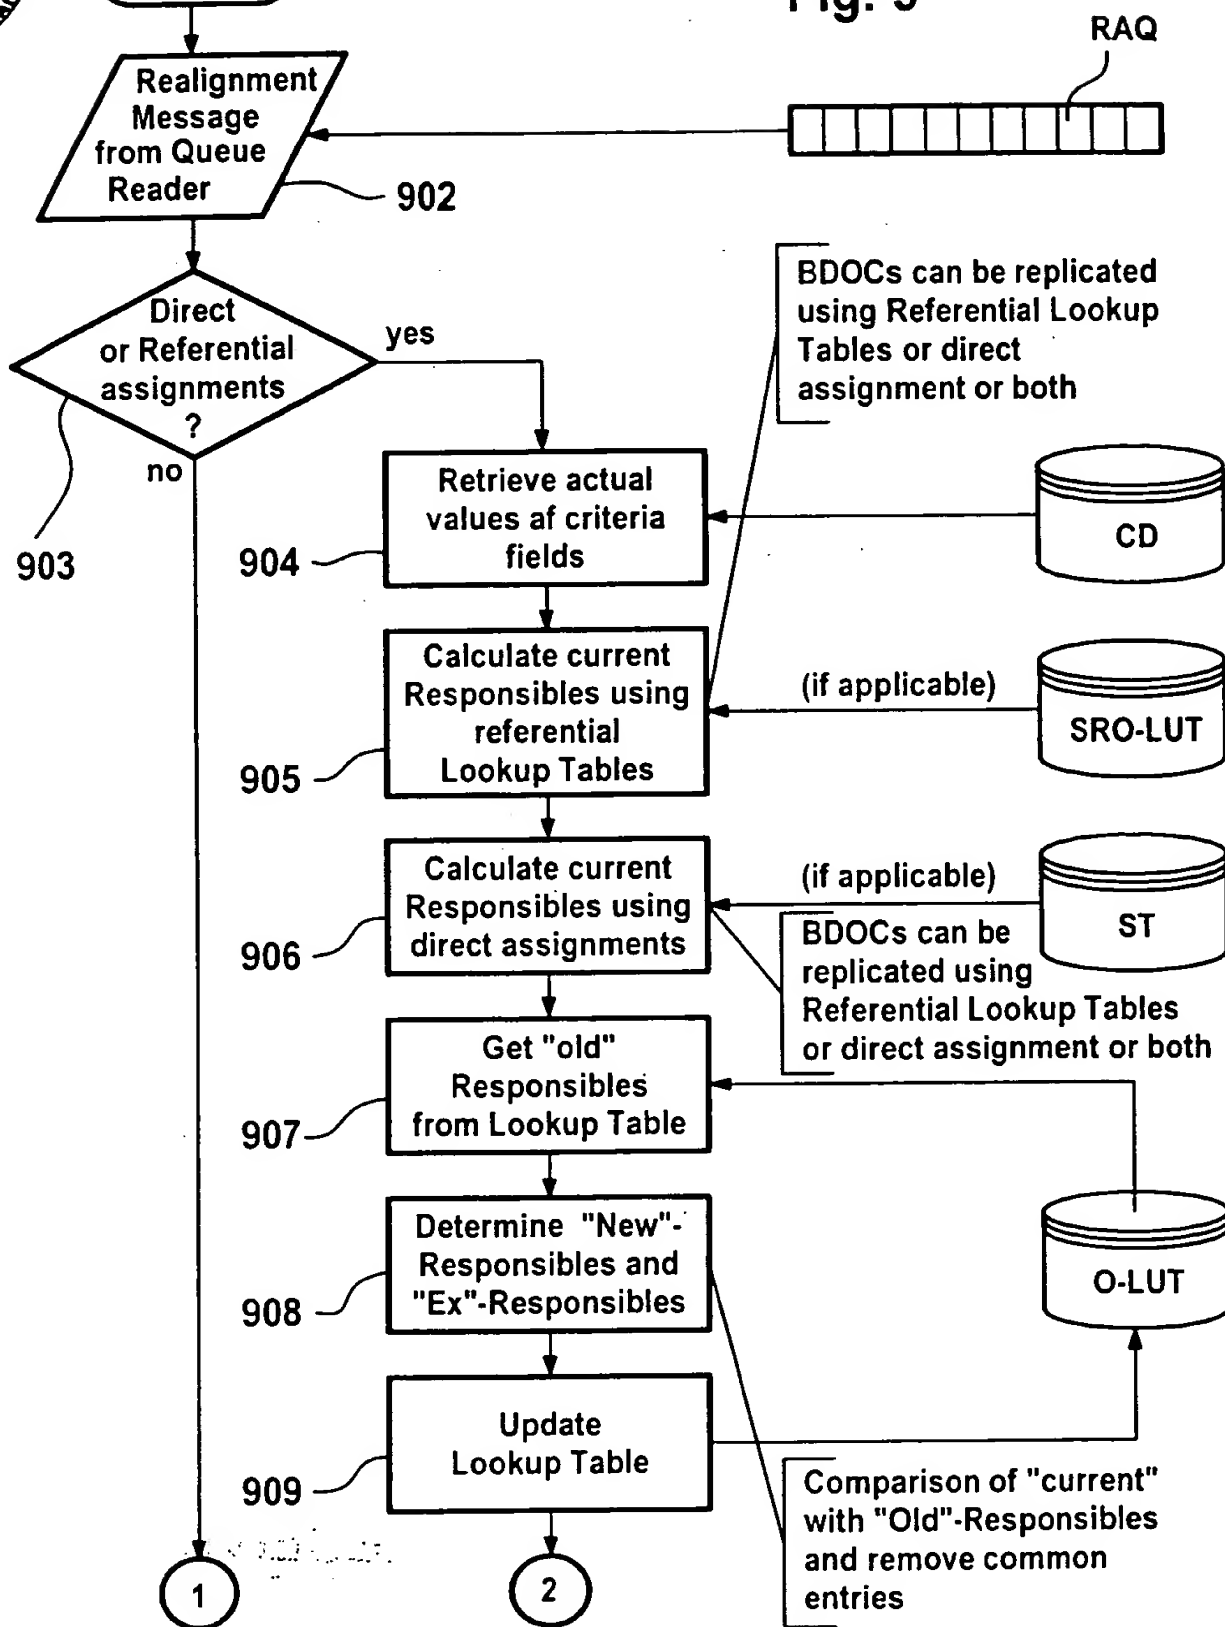 Fig. 9
RAQ
Realignment
Message
from Queue
Reader
902
Direct
or Referential
assignments
?
yes
no
903
BDOCs can be replicated
using Referential Lookup
Tables or direct
assignment or both
Retrieve actual
values af criteria
fields
904
CD
Calculate current
Responsibles using
referential
Lookup Tables
905
(if applicable)
SRO-LUT
Calculate current
Responsibles using
direct assignments
906
(if applicable)
ST
BDOCs can be
replicated using
Referential Lookup Tables
or direct assignment or both
Get "old"
Responsibles
from Lookup Table
907
Determine "New"-
Responsibles and
"Ex"-Responsibles
908
O-LUT
Update
Lookup Table
909
Comparison of "current"
with "Old"-Responsibles
and remove common
entries
1
2